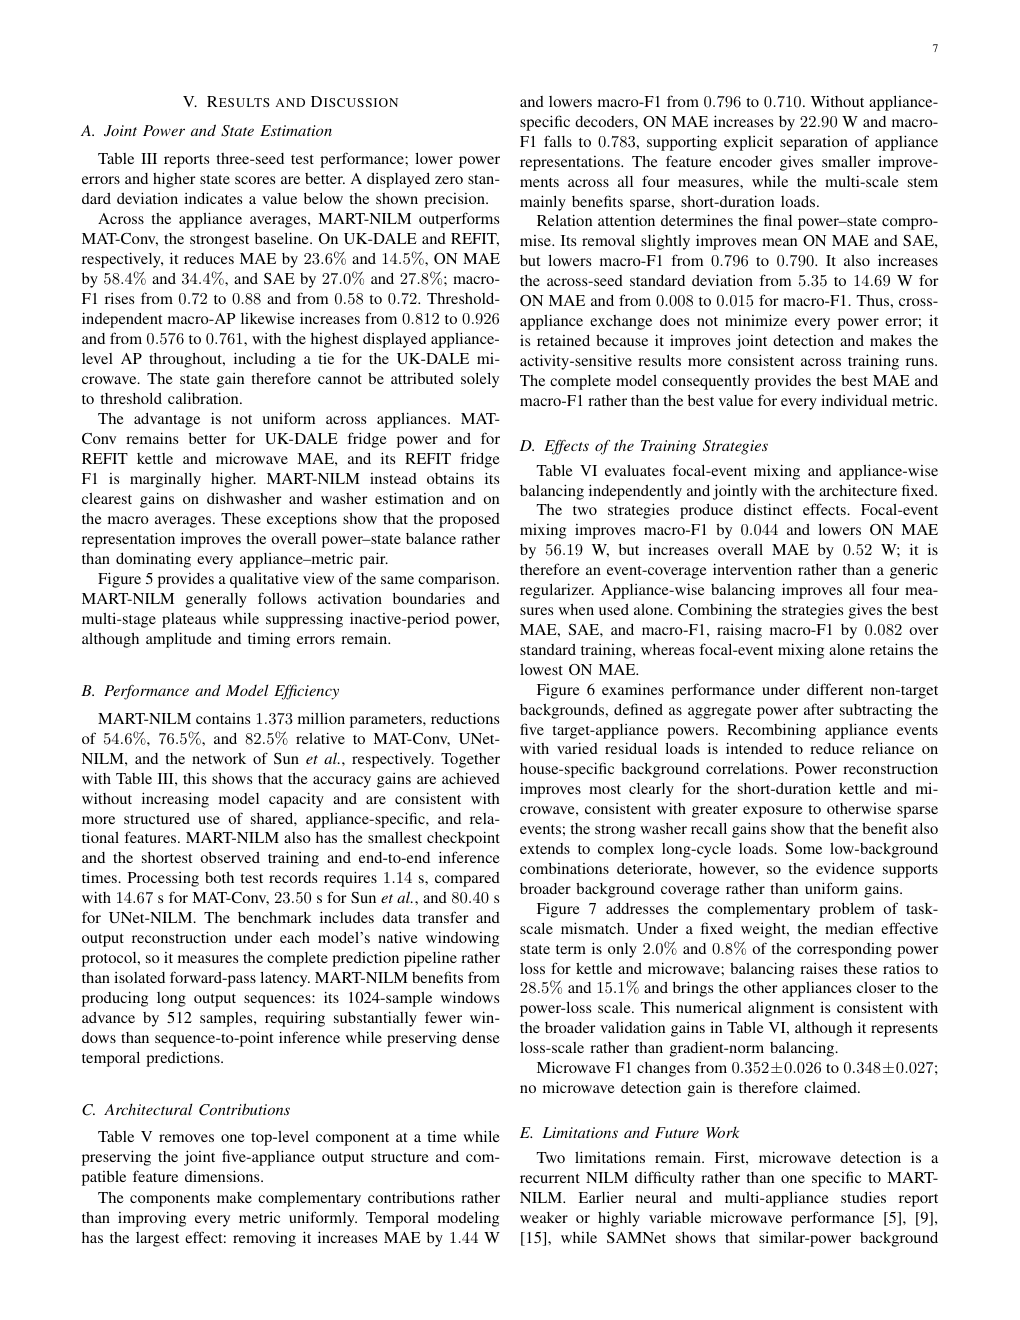 7
V. RESULTS AND DISCUSSION
A. Joint Power and State Estimation
Table III reports three-seed test performance; lower power
errors and higher state scores are better. A displayed zero stan-
dard deviation indicates a value below the shown precision.
Across the appliance averages, MART-NILM outperforms
MAT-Conv, the strongest baseline. On UK-DALE and REFIT,
respectively, it reduces MAE by 23.6% and 14.5%, ON MAE
by 58.4% and 34.4%, and SAE by 27.0% and 27.8%; macro-
F1 rises from 0.72 to 0.88 and from 0.58 to 0.72. Threshold-
independent macro-AP likewise increases from 0.812 to 0.926
and from 0.576 to 0.761, with the highest displayed appliance-
level AP throughout, including a tie for the UK-DALE mi-
crowave. The state gain therefore cannot be attributed solely
to threshold calibration.
The advantage is not uniform across appliances. MAT-
Conv remains better for UK-DALE fridge power and for
REFIT kettle and microwave MAE, and its REFIT fridge
F1 is marginally higher. MART-NILM instead obtains its
clearest gains on dishwasher and washer estimation and on
the macro averages. These exceptions show that the proposed
representation improves the overall power–state balance rather
than dominating every appliance–metric pair.
Figure 5 provides a qualitative view of the same comparison.
MART-NILM generally follows activation boundaries and
multi-stage plateaus while suppressing inactive-period power,
although amplitude and timing errors remain.
B. Performance and Model Efficiency
MART-NILM contains 1.373 million parameters, reductions
of 54.6%, 76.5%, and 82.5% relative to MAT-Conv, UNet-
NILM, and the network of Sun et al., respectively. Together
with Table III, this shows that the accuracy gains are achieved
without increasing model capacity and are consistent with
more structured use of shared, appliance-specific, and rela-
tional features. MART-NILM also has the smallest checkpoint
and the shortest observed training and end-to-end inference
times. Processing both test records requires 1.14 s, compared
with 14.67 s for MAT-Conv, 23.50 s for Sun et al., and 80.40 s
for UNet-NILM. The benchmark includes data transfer and
output reconstruction under each model's native windowing
protocol, so it measures the complete prediction pipeline rather
than isolated forward-pass latency. MART-NILM benefits from
producing long output sequences: its 1024-sample windows
advance by 512 samples, requiring substantially fewer win-
dows than sequence-to-point inference while preserving dense
temporal predictions.
C. Architectural Contributions
Table V removes one top-level component at a time while
preserving the joint five-appliance output structure and com-
patible feature dimensions.
The components make complementary contributions rather
than improving every metric uniformly. Temporal modeling
has the largest effect: removing it increases MAE by 1.44 W
and lowers macro-F1 from 0.796 to 0.710. Without appliance-
specific decoders, ON MAE increases by 22.90 W and macro-
F1 falls to 0.783, supporting explicit separation of appliance
representations. The feature encoder gives smaller improve-
ments across all four measures, while the multi-scale stem
mainly benefits sparse, short-duration loads.
Relation attention determines the final power–state compro-
mise. Its removal slightly improves mean ON MAE and SAE,
but lowers macro-F1 from 0.796 to 0.790. It also increases
the across-seed standard deviation from 5.35 to 14.69 W for
ON MAE and from 0.008 to 0.015 for macro-F1. Thus, cross-
appliance exchange does not minimize every power error; it
is retained because it improves joint detection and makes the
activity-sensitive results more consistent across training runs.
The complete model consequently provides the best MAE and
macro-F1 rather than the best value for every individual metric.
D. Effects of the Training Strategies
Table VI evaluates focal-event mixing and appliance-wise
balancing independently and jointly with the architecture fixed.
The two strategies produce distinct effects. Focal-event
mixing improves macro-F1 by 0.044 and lowers ON MAE
by 56.19 W, but increases overall MAE by 0.52 W; it is
therefore an event-coverage intervention rather than a generic
regularizer. Appliance-wise balancing improves all four mea-
sures when used alone. Combining the strategies gives the best
MAE, SAE, and macro-F1, raising macro-F1 by 0.082 over
standard training, whereas focal-event mixing alone retains the
lowest ON MAE.
Figure 6 examines performance under different non-target
backgrounds, defined as aggregate power after subtracting the
five target-appliance powers. Recombining appliance events
with varied residual loads is intended to reduce reliance on
house-specific background correlations. Power reconstruction
improves most clearly for the short-duration kettle and mi-
crowave, consistent with greater exposure to otherwise sparse
events; the strong washer recall gains show that the benefit also
extends to complex long-cycle loads. Some low-background
combinations deteriorate, however, so the evidence supports
broader background coverage rather than uniform gains.
Figure 7 addresses the complementary problem of task-
scale mismatch. Under a fixed weight, the median effective
state term is only 2.0% and 0.8% of the corresponding power
loss for kettle and microwave; balancing raises these ratios to
28.5% and 15.1% and brings the other appliances closer to the
power-loss scale. This numerical alignment is consistent with
the broader validation gains in Table VI, although it represents
loss-scale rather than gradient-norm balancing.
Microwave F1 changes from 0.352±0.026 to 0.348±0.027;
no microwave detection gain is therefore claimed.
E. Limitations and Future Work
Two limitations remain. First, microwave detection is a
recurrent NILM difficulty rather than one specific to MART-
NILM. Earlier neural and multi-appliance studies report
weaker or highly variable microwave performance [5], [9],
[15], while SAMNet shows that similar-power background